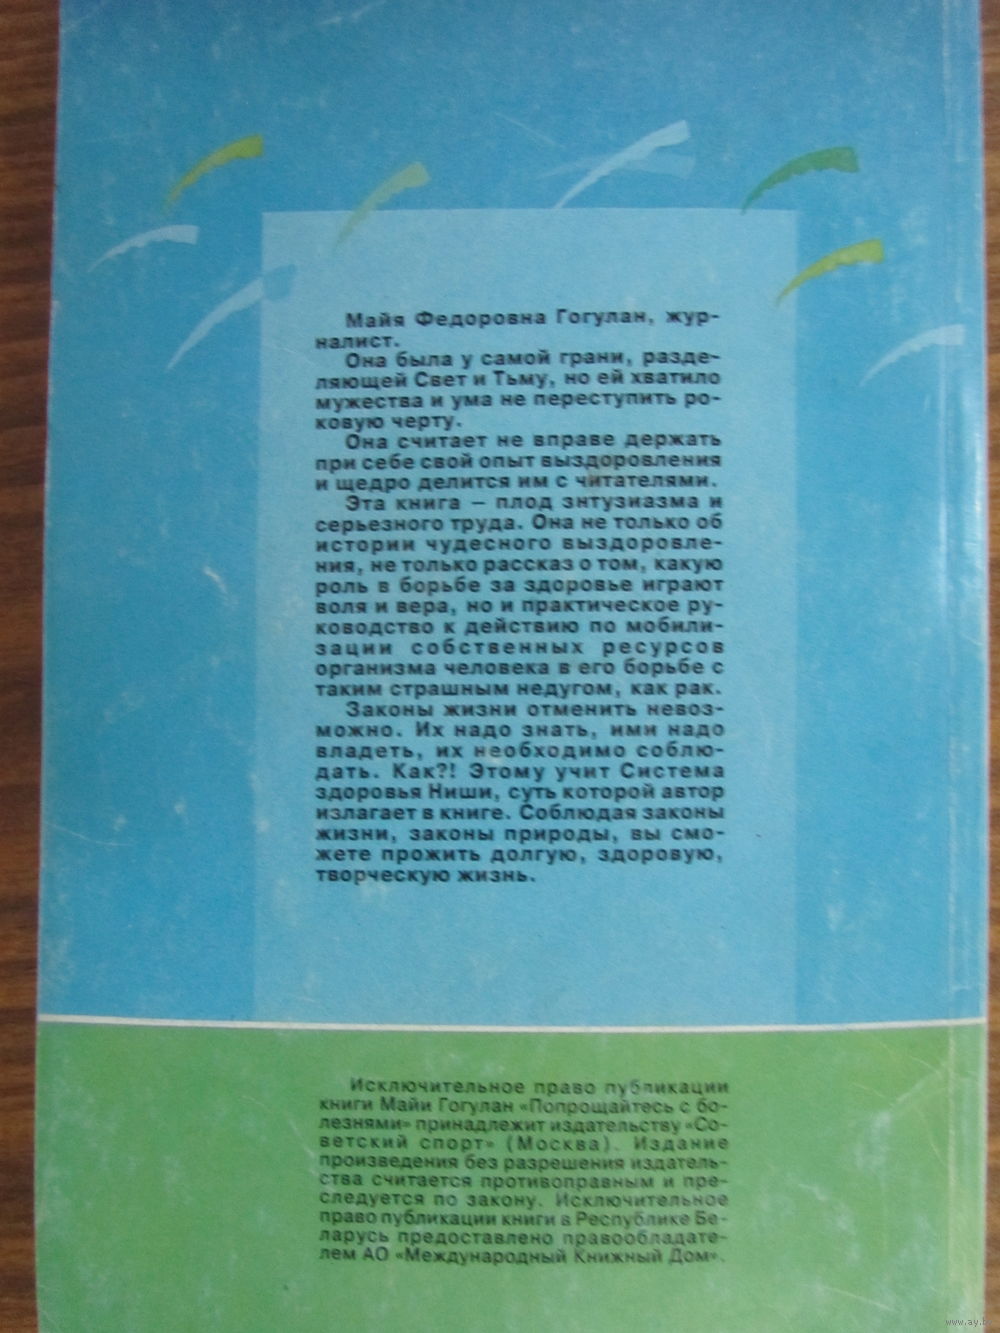 Майя Федоровна Гогулан, жур-
налист.
Она была у самой грани, разде-
ляющей Свет и Тьму, но ей хватило
мужества и ума не переступить ро-
ковую черту.
Она считает не вправе держать
при себе свой опыт выздоровления
и щедро делится им с читателями.
Эта книга – плод энтузиазма и
серьезного труда. Она не только об
истории чудесного выздоровле-
ния, не только рассказ о том, какую
роль в борьбе за здоровье играют
воля и вера, но и практическое ру-
ководство к действию по мобили-
зации собственных ресурсов
организма человека в его борьбе с
таким страшным недугом, как рак.
Законы жизни отменить невоз-
можно. Их надо знать, ими надо
владеть, их необходимо соблю-
дать. Как?! Этому учит Система
здоровья Ниши, суть которой автор
излагает в книге. Соблюдая законы
жизни, законы природы, вы смо-
жете прожить долгую, здоровую,
творческую жизнь.
Исключительное право публикации
книги Майи Гогулан «Попрощайтесь с бо-
лезнями» принадлежит издательству «Со-
ветский спорт» (Москва). Издание
произведения без разрешения издатель-
ства считается противоправным и пре-
следуется по закону. Исключительное
право публикации книги в Республике Бе-
ларусь предоставлено правообладате-
лем АО «Международный Книжный Дом».